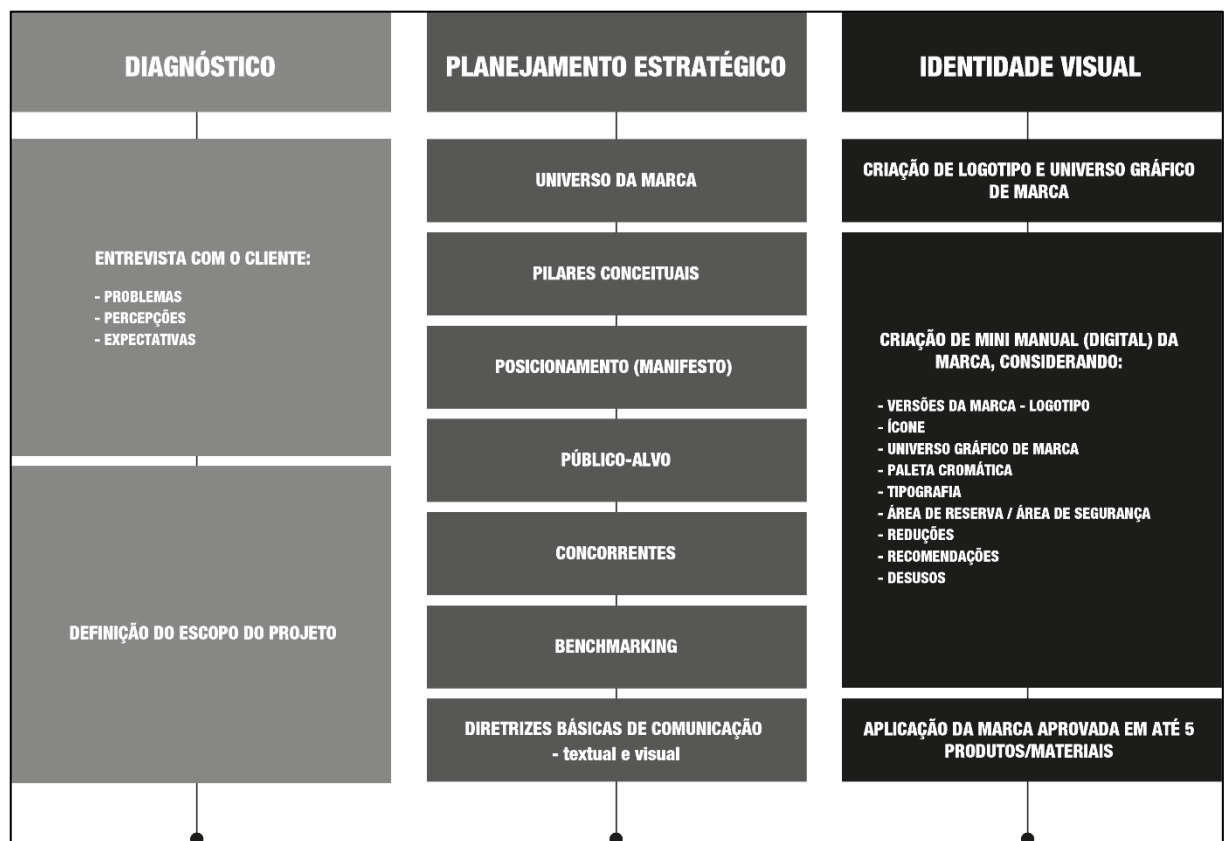 DIAGNÓSTICO
ENTREVISTA COM O CLIENTE:
- PROBLEMAS
- PERCEPÇÕES
- EXPECTATIVAS
DEFINIÇÃO DO ESCOPO DO PROJETO
PLANEJAMENTO ESTRATÉGICO
UNIVERSO DA MARCA
PILARES CONCEITUAIS
POSICIONAMENTO (MANIFESTO)
PÚBLICO-ALVO
CONCORRENTES
BENCHMARKING
DIRETRIZES BÁSICAS DE COMUNICAÇÃO
- textual e visual
IDENTIDADE VISUAL
CRIAÇÃO DE LOGOTIPO E UNIVERSO GRÁFICO
DE MARCA
CRIAÇÃO DE MINI MANUAL (DIGITAL) DA
MARCA, CONSIDERANDO:
- VERSÕES DA MARCA - LOGOTIPO
- ÍCONE
- UNIVERSO GRÁFICO DE MARCA
- PALETA CROMÁTICA
- TIPOGRAFIA
- ÁREA DE RESERVA / ÁREA DE SEGURANÇA
- REDUÇÕES
- RECOMENDAÇÕES
- DESUSOS
APLICAÇÃO DA MARCA APROVADA EM ATÉ 5
PRODUTOS/MATERIAIS